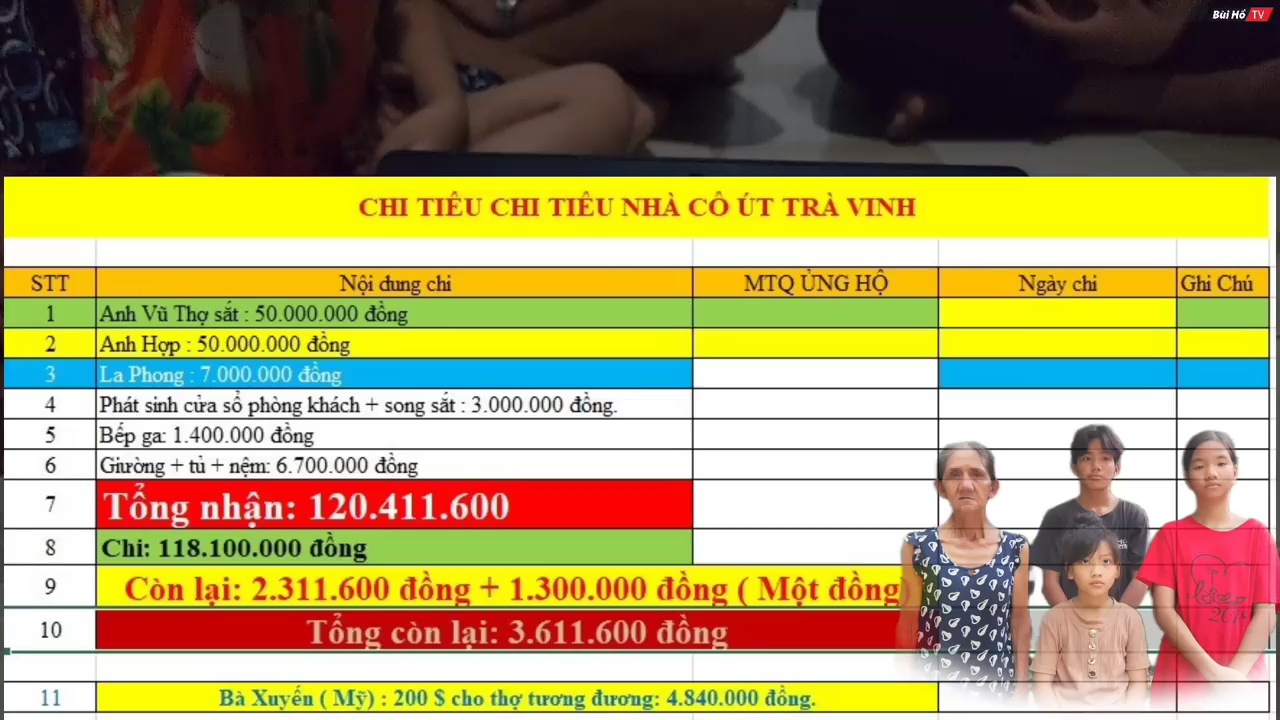 Bùi Hồ TV
CHI TIÊU CHI TIÊU NHÀ CÔ ÚT TRÀ VINH
STT Nội dung chi MTQ ỦNG HỘ Ngày chi Ghi Chú
1 Anh Vũ Thợ sắt : 50.000.000 đồng
2 Anh Hợp : 50.000.000 đồng
3 La Phong : 7.000.000 đồng
4 Phát sinh cửa sổ phòng khách + song sắt : 3.000.000 đồng.
5 Bếp ga: 1.400.000 đồng
6 Giường + tủ + nệm: 6.700.000 đồng
7 Tổng nhận: 120.411.600
8 Chi: 118.100.000 đồng
9 Còn lại: 2.311.600 đồng + 1.300.000 đồng ( Một đồng)
10 Tổng còn lại: 3.611.600 đồng
11 Bà Xuyến ( Mỹ) : 200 $ cho thợ tương đương: 4.840.000 đồng.